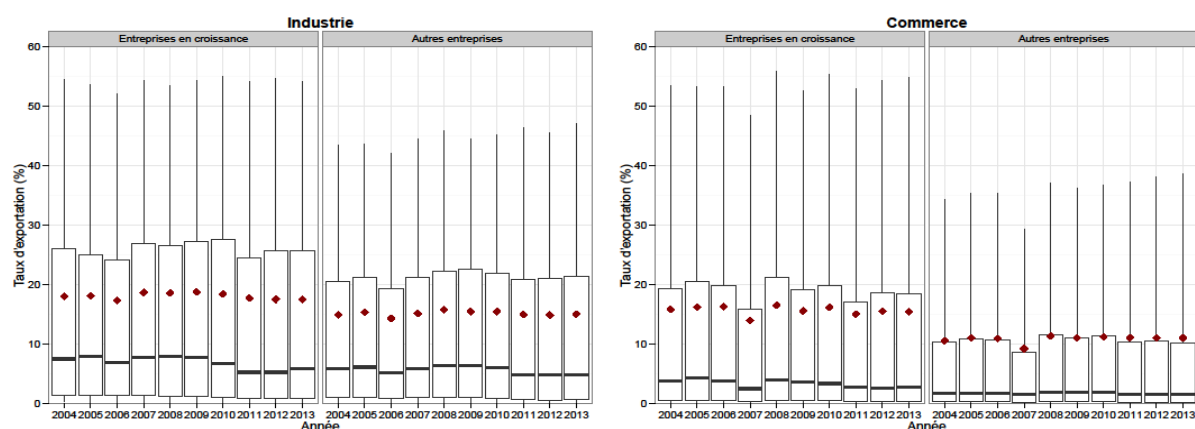 Industrie
Entreprises en croissance
Autres entreprises
Taux d'exportation (%)
60
50
40
30
20
10
0
2004 2005 2006 2007 2008 2009 2010 2011 2012 2013
2004 2005 2006 2007 2008 2009 2010 2011 2012 2013
Année
Commerce
Entreprises en croissance
Autres entreprises
Taux d'exportation (%)
60
50
40
30
20
10
0
2004 2005 2006 2007 2008 2009 2010 2011 2012 2013
2004 2005 2006 2007 2008 2009 2010 2011 2012 2013
Année